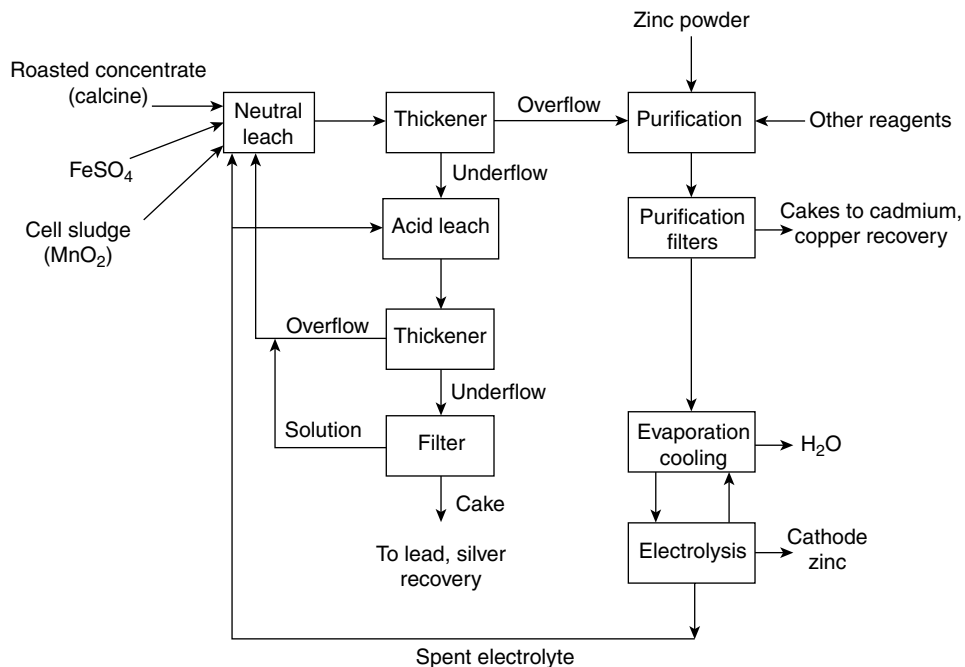 Zinc powder
Roasted concentrate
(calcine)
Neutral
leach
Thickener
Overflow
Purification
Other reagents
FeSO₄
Underflow
Cell sludge
(MnO₂)
Acid leach
Purification
filters
Cakes to cadmium,
copper recovery
Overflow
Thickener
Underflow
Solution
Filter
Evaporation
cooling
H₂O
Cake
To lead, silver
recovery
Electrolysis
Cathode
zinc
Spent electrolyte